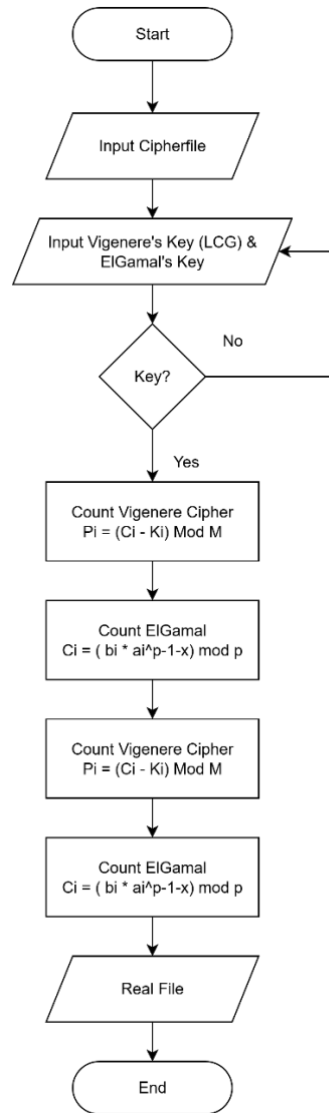 Start
Input Cipherfile
Input Vigenere's Key (LCG) &
ElGamal's Key
No
Key?
Yes
Count Vigenere Cipher
Pi = (Ci - Ki) Mod M
Count ElGamal
Ci = ( bi * ai^p-1-x) mod p
Count Vigenere Cipher
Pi = (Ci - Ki) Mod M
Count ElGamal
Ci = ( bi * ai^p-1-x) mod p
Real File
End